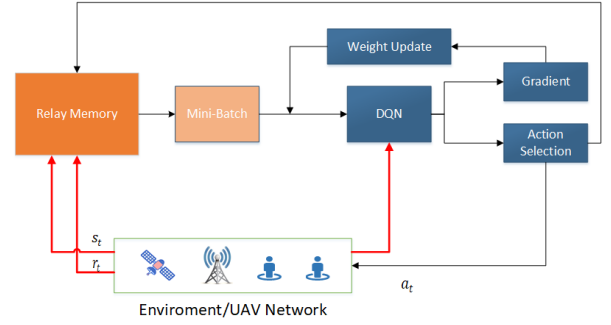 Weight Update
Relay Memory
Mini-Batch
DQN
Gradient
Action
Selection
s_t
r_t
a_t
Enviroment/UAV Network